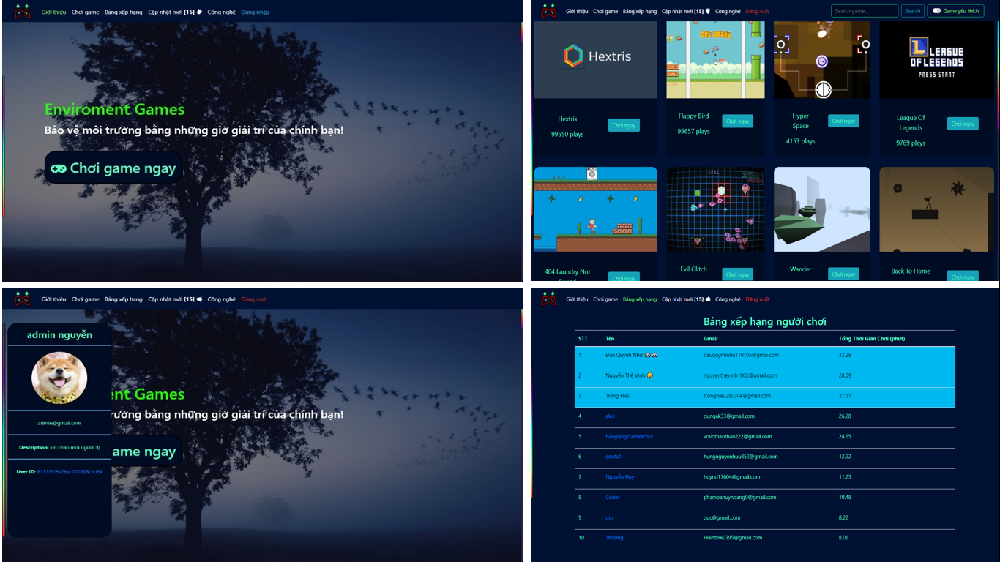 Giới thiệu Chơi game Bảng xếp hạng Cập nhật mới [15] Công nghệ Đăng nhập
Enviroment Games
Bảo vệ môi trường bằng những giờ giải trí của chính bạn!
Chơi game ngay
Giới thiệu Chơi game Bảng xếp hạng Cập nhật mới [15] Công nghệ Đăng xuất Search game... Search Game yêu thích
Hextris
GET READY
LEAGUE
OF LEGENDS
PRESS START
Hextris
99550 plays
Chơi ngay
Flappy Bird
99657 plays
Chơi ngay
Hyper
Space
4153 plays
Chơi ngay
League Of
Legends
9769 plays
Chơi ngay
EVIL
404 Laundry Not
Found
Chơi ngay
Evil Glitch
Chơi ngay
Wander
Chơi ngay
Back To Home
Chơi ngay
Giới thiệu Chơi game Bảng xếp hạng Cập nhật mới [15] Công nghệ Đăng xuất
admin nguyễn
admin@gmail.com
Description: xin chào mọi người :))
ent Games
ường bằng những giờ giải trí của chính bạn!
ame ngay
Giới thiệu Chơi game Bảng xếp hạng Cập nhật mới [15] Công nghệ Đăng xuất
Bảng xếp hạng người chơi
STT Tên Gmail Tổng Thời Gian Chơi (phút)
1 Đậu Quỳnh Như 🦝🦝 dauquynhnhu110705@gmai.com 33.29
2 Nguyễn Thế Vinh nguyenthevinh1002@gmail.com 28.59
3 Trong Hiếu tronghieu280304@gmail.com 27.11
4 alex dungak33@gmail.com 26.28
5 baogiangcutewachoi vovothaothao222@gmail.com 24.65
6 enuta1 hungnguyenhuu852@gmail.com 12.92
7 Nguyễn Huy huynd17604@gmail.com 11.73
8 Coder phambahuyhoang0@gmail.com 10.48
9 duc duc@gmail.com 8.22
10 Thương Huinthw0395@gmail.com 8.06